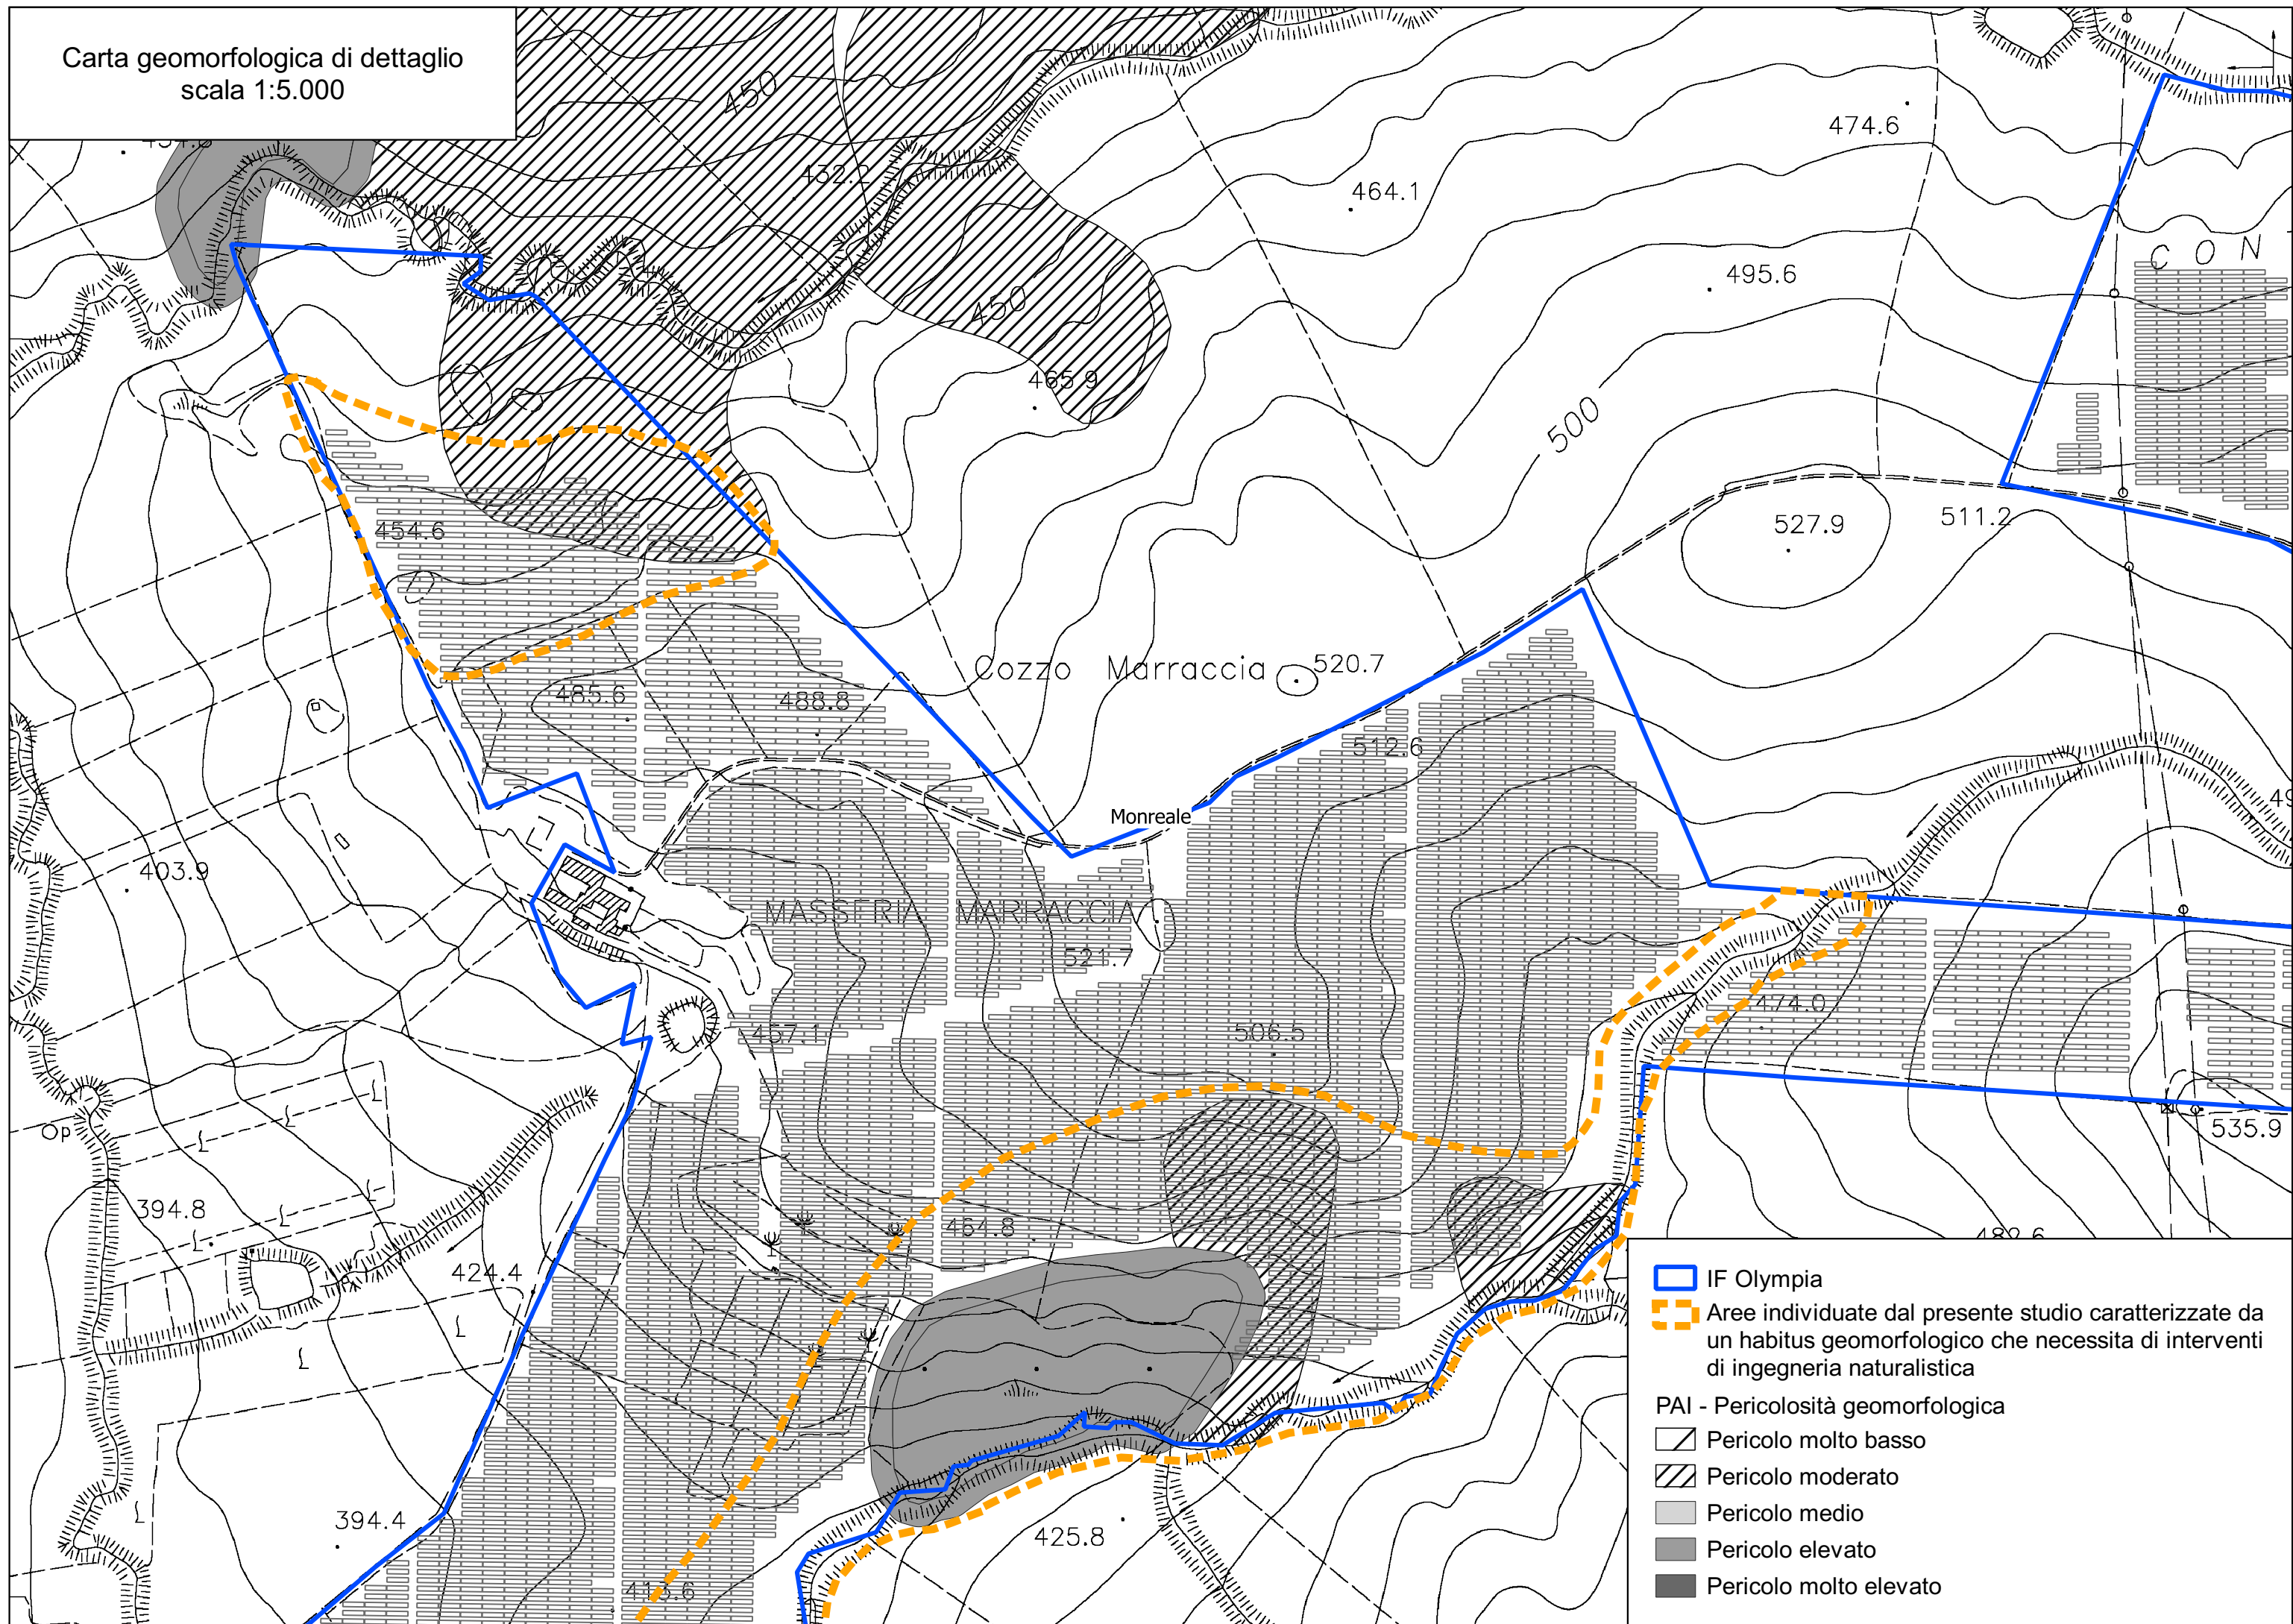 Carta geomorfologica di dettaglio
scala 1:5.000
450
432.2
474.6
464.1
C O N
495.6
450
465.9
500
454.6
527.9
511.2
Cozzo Marraccia
520.7
485.6
488.8
512.6
Monreale
403.9
MASSERIA MARRACCIA
521.7
474.0
457.1
506.5
Op
535.9
394.8
454.8
482.6
424.4
394.4
425.8
413.6
IF Olympia
Aree individuate dal presente studio caratterizzate da
un habitus geomorfologico che necessita di interventi
di ingegneria naturalistica
PAI - Pericolosità geomorfologica
Pericolo molto basso
Pericolo moderato
Pericolo medio
Pericolo elevato
Pericolo molto elevato